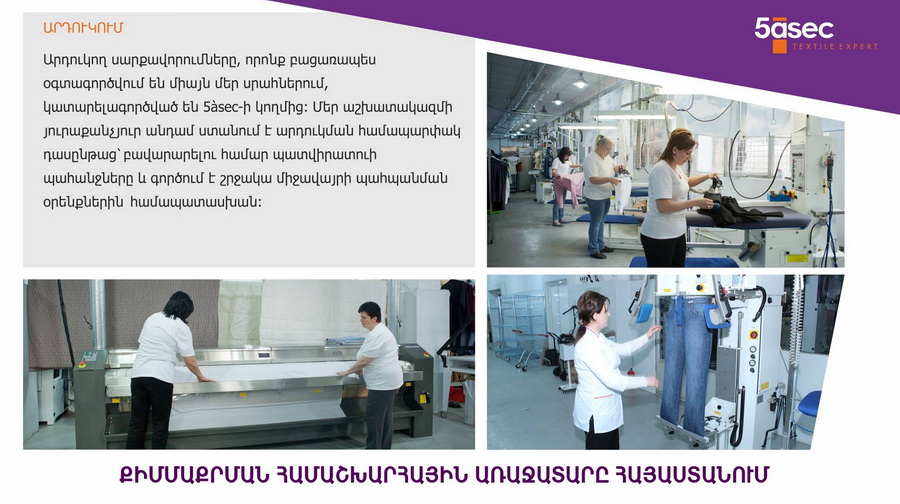 ԱՐԴՈՒԿՈՒՄ
Արդուկող սարքավորումները, որոնք բացառապես
օգտագործվում են միայն մեր սրահներում,
կատարելագործված են 5àsec-ի կողմից: Մեր աշխատակազմի
յուրաքանչյուր անդամ ստանում է արդուկման համապարփակ
դասընթաց՝ բավարարելու համար պատվիրատուի
պահանջները և գործում է շրջակա միջավայրի պահպանման
օրենքներին համապատասխան:
5àsec
TEXTILE EXPERT
ՔԻՄՄԱՔՐՄԱՆ ՀԱՄԱՇԽԱՐՀԱՅԻՆ ԱՌԱՋԱՏԱՐԸ ՀԱՅԱՍՏԱՆՈՒՄ